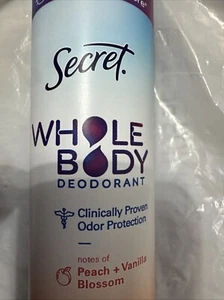 Secret.
WHOLE
BODY
DEODORANT
Clinically Proven
Odor Protection
notes of
Peach + Vanilla
Blossom